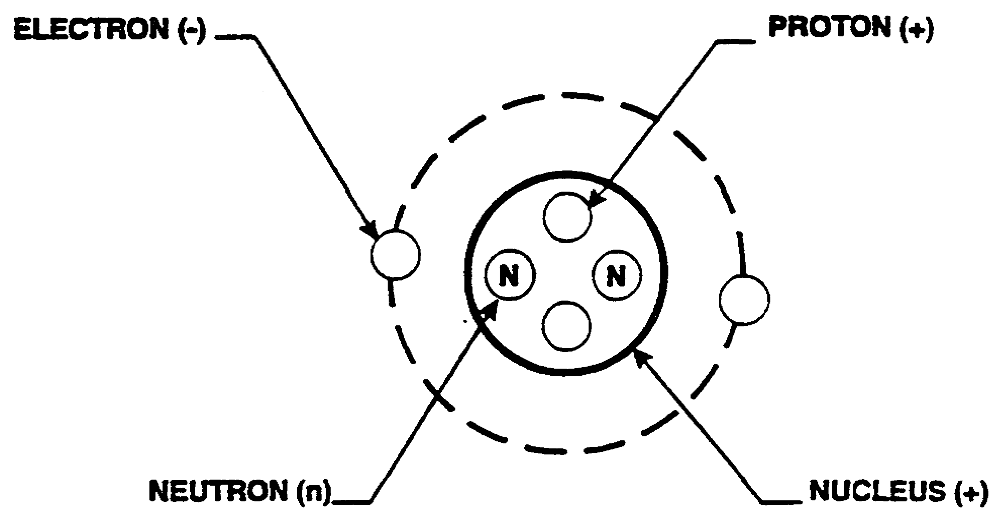 ELECTRON (-)
PROTON (+)
N
N
NEUTRON (n)
NUCLEUS (+)